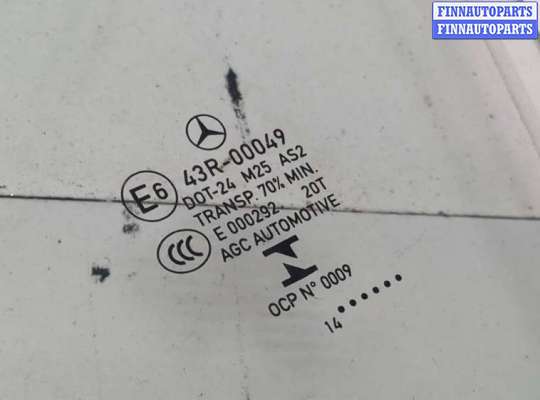 FINNAUTOPARTS
FINNAUTOPARTS
43R-00049
E6
DOT-24 M25 AS2
TRANSP. 70% MIN.
E 000292 20T
CCC
AGC AUTOMOTIVE
OCP N° 0009
14 ••••••